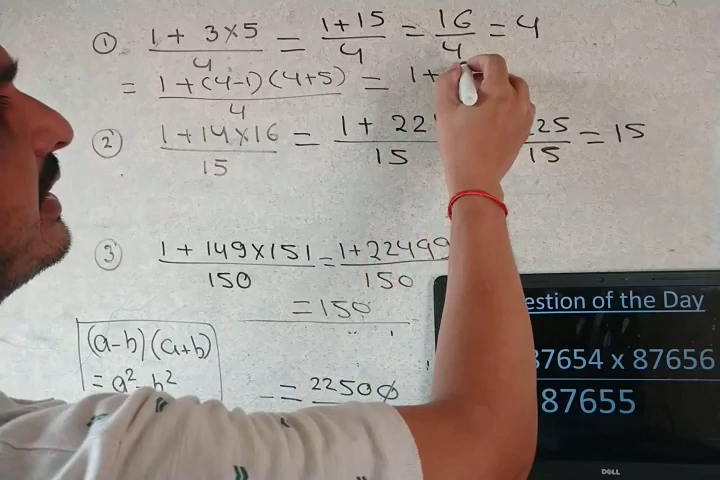 ① 1 + 3×5 / 4 = 1+15 / 4 = 16 / 4 = 4
= 1+(4-1)(4+5) / 4 = 1+
② 1+14×16 / 15 = 1 + 22 / 15 25 / 15 = 15
③ 1 + 149×151 / 150 = 1+22499 / 150
= 150
(a-b)(a+b)
= a² b²
= 22500
estion of the Day
87654 x 87656
87655
DELL